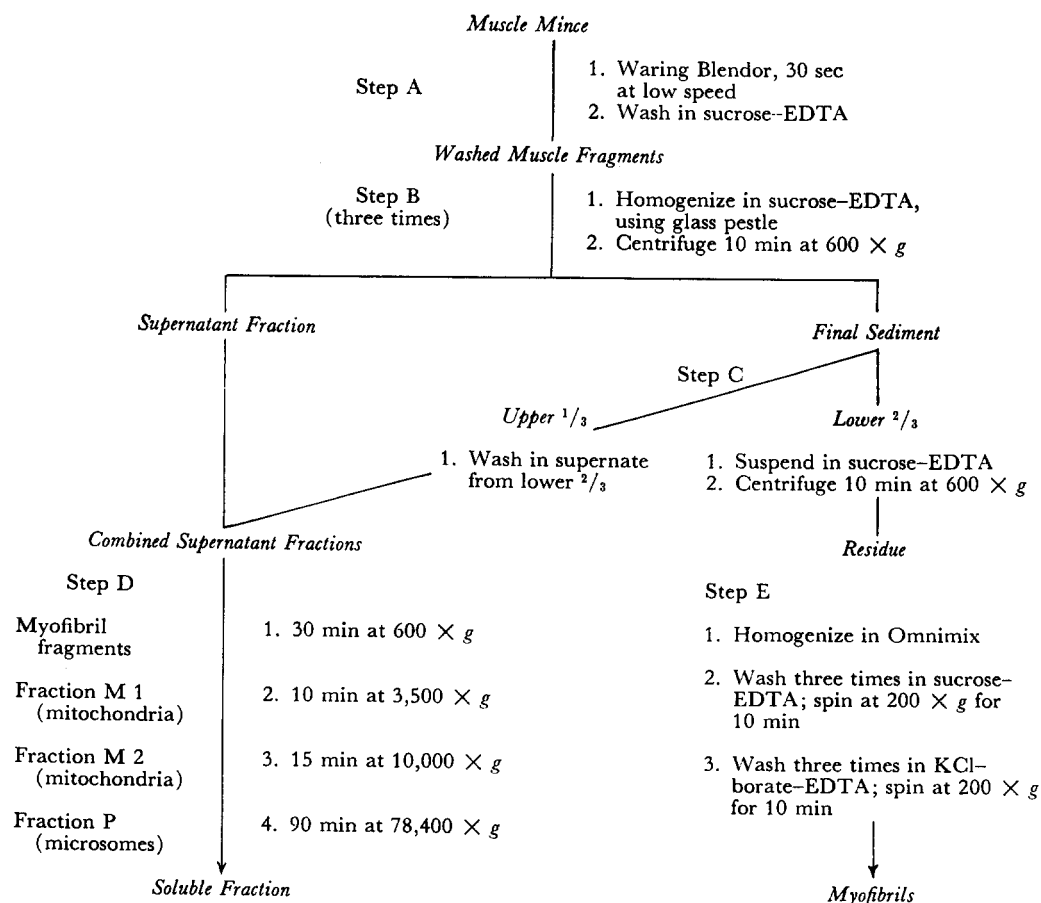 Muscle Mince
Step A
1. Waring Blendor, 30 sec
at low speed
2. Wash in sucrose--EDTA
Washed Muscle Fragments
Step B
(three times)
1. Homogenize in sucrose–EDTA,
using glass pestle
2. Centrifuge 10 min at 600 × g
Supernatant Fraction
Final Sediment
Step C
Upper 1/3
Lower 2/3
1. Wash in supernate
from lower 2/3
1. Suspend in sucrose–EDTA
2. Centrifuge 10 min at 600 × g
Combined Supernatant Fractions
Residue
Step D
Myofibril
fragments
1. 30 min at 600 × g
Fraction M 1
(mitochondria)
2. 10 min at 3,500 × g
Fraction M 2
(mitochondria)
3. 15 min at 10,000 × g
Fraction P
(microsomes)
4. 90 min at 78,400 × g
Soluble Fraction
Step E
1. Homogenize in Omnimix
2. Wash three times in sucrose–
EDTA; spin at 200 × g for
10 min
3. Wash three times in KCl–
borate–EDTA; spin at 200 × g
for 10 min
Myofibrils